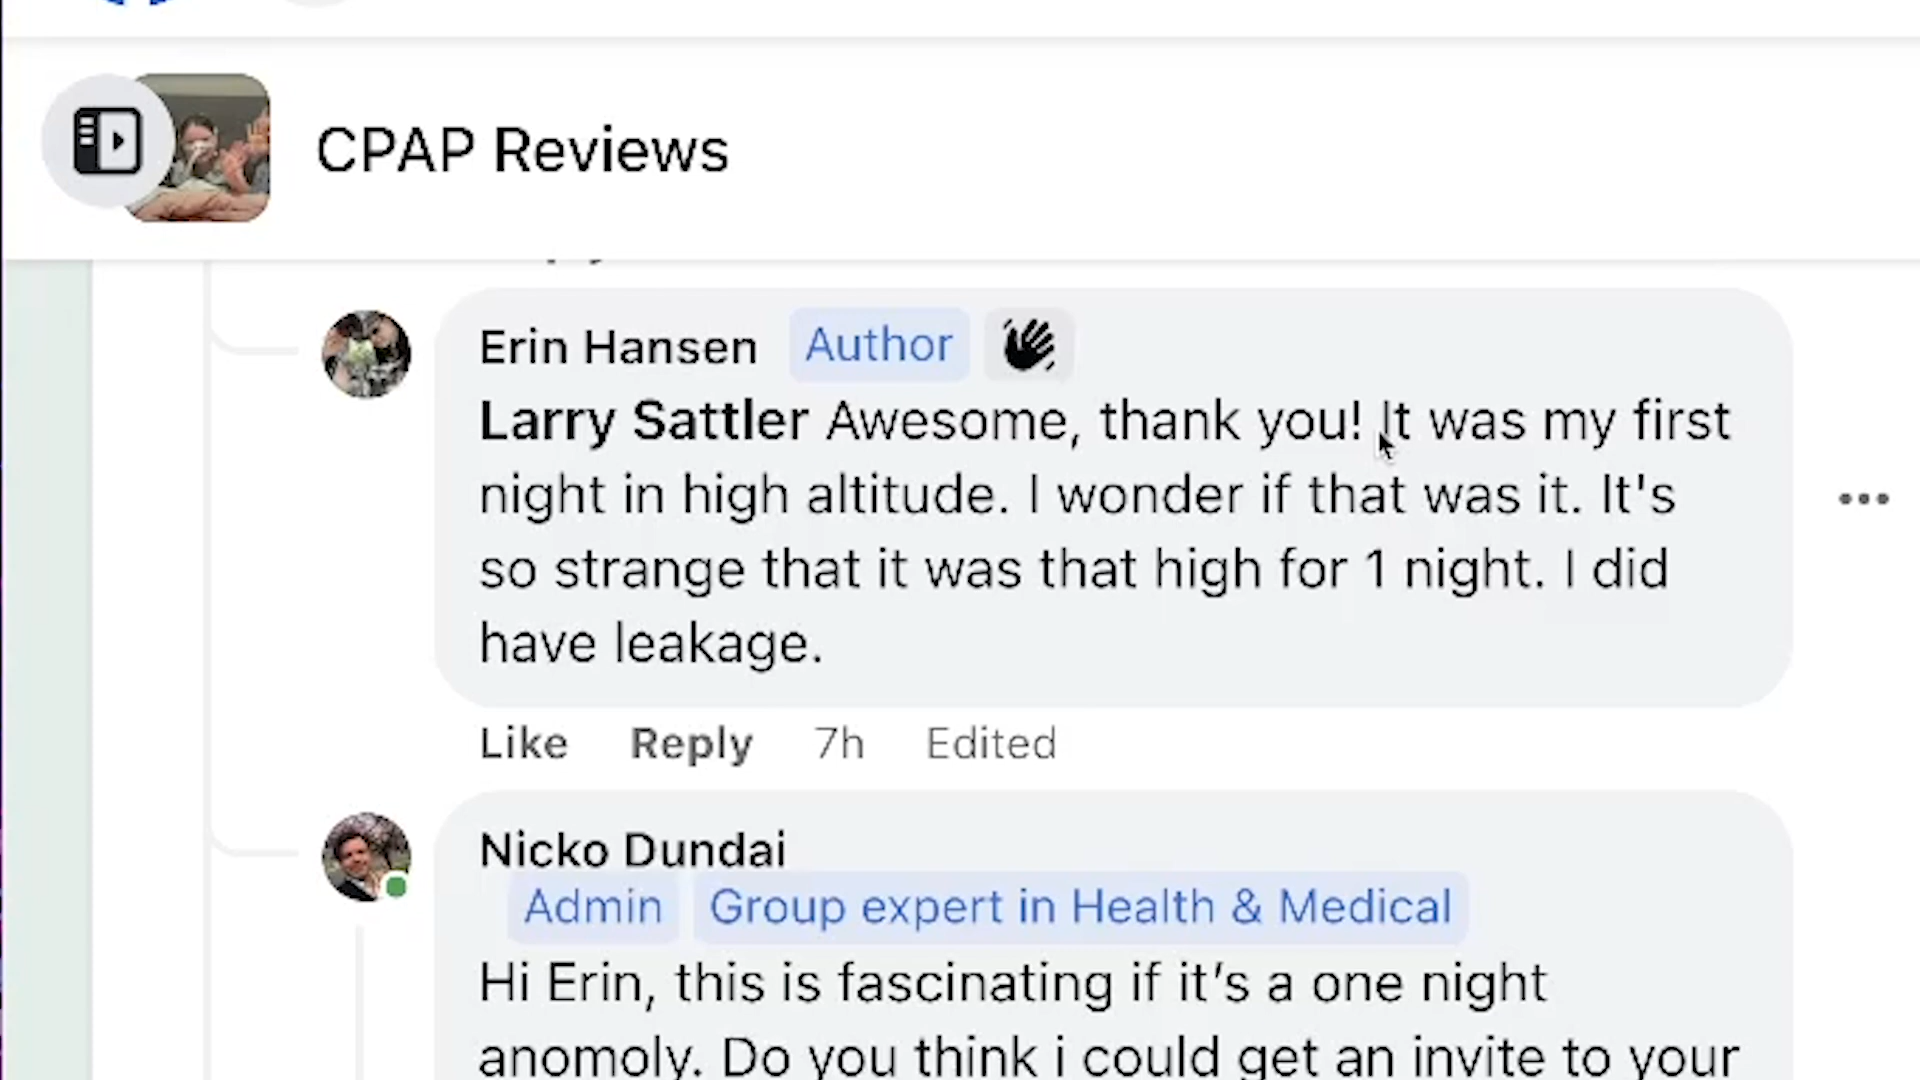 CPAP Reviews
Erin Hansen Author
Larry Sattler Awesome, thank you! It was my first
night in high altitude. I wonder if that was it. It's
so strange that it was that high for 1 night. I did
have leakage.
Like Reply 7h Edited
Nicko Dundai
Admin Group expert in Health & Medical
Hi Erin, this is fascinating if it’s a one night
anomoly. Do you think i could get an invite to your